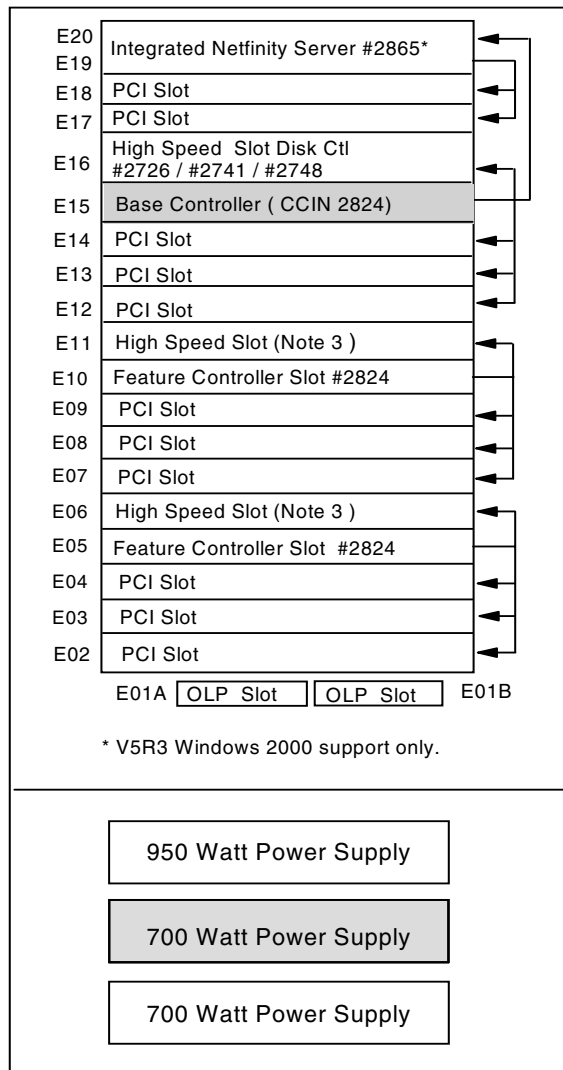 E20
E19
Integrated Netfinity Server #2865*
E18 PCI Slot
E17 PCI Slot
E16
High Speed Slot Disk Ctl
#2726 / #2741 / #2748
E15 Base Controller ( CCIN 2824)
E14 PCI Slot
E13 PCI Slot
E12 PCI Slot
E11 High Speed Slot (Note 3 )
E10 Feature Controller Slot #2824
E09 PCI Slot
E08 PCI Slot
E07 PCI Slot
E06 High Speed Slot (Note 3 )
E05 Feature Controller Slot #2824
E04 PCI Slot
E03 PCI Slot
E02 PCI Slot
E01A OLP Slot OLP Slot E01B
* V5R3 Windows 2000 support only.
950 Watt Power Supply
700 Watt Power Supply
700 Watt Power Supply